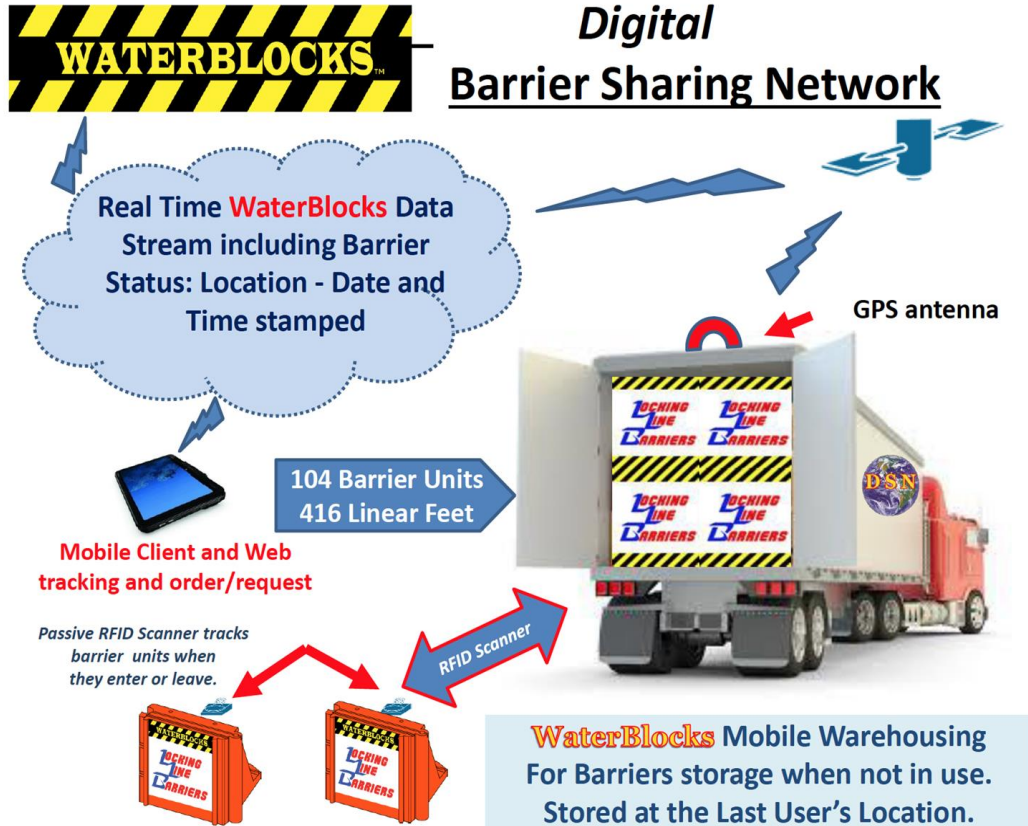 WATERBLOCKS™
Digital
Barrier Sharing Network
Real Time WaterBlocks Data
Stream including Barrier
Status: Location - Date and
Time stamped
GPS antenna
LOCKING
LINE
BARRIERS
LOCKING
LINE
BARRIERS
LOCKING
LINE
BARRIERS
LOCKING
LINE
BARRIERS
DSN
104 Barrier Units
416 Linear Feet
Mobile Client and Web
tracking and order/request
Passive RFID Scanner tracks
barrier units when
they enter or leave.
RFID Scanner
WATERBLOCKS
LOCKING
LINE
BARRIERS
WATERBLOCKS
LOCKING
LINE
BARRIERS
WaterBlocks Mobile Warehousing
For Barriers storage when not in use.
Stored at the Last User's Location.